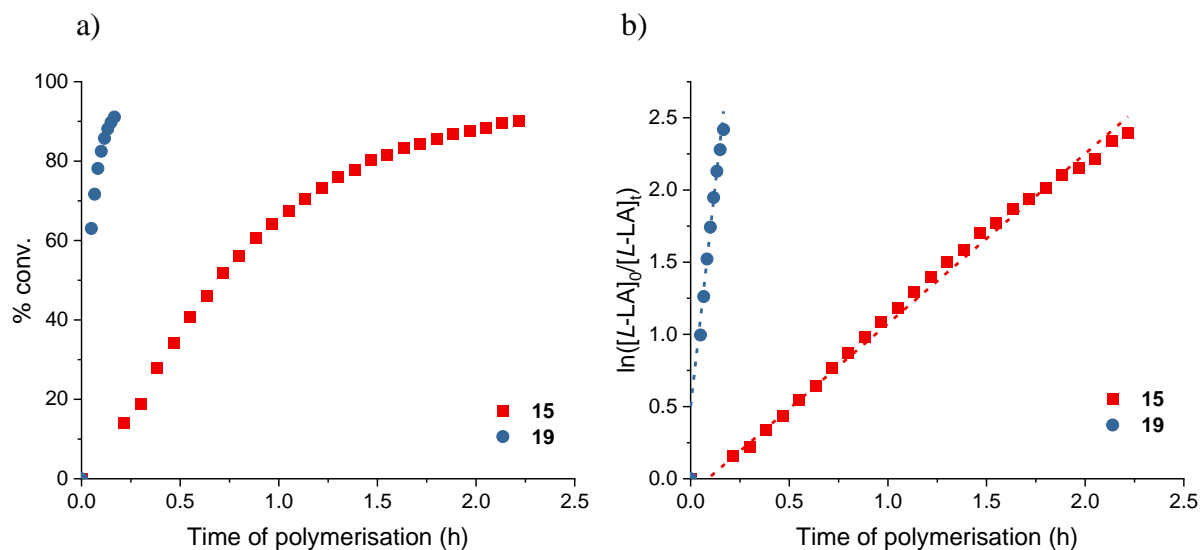 a)
100
80
60
40
20
0
% conv.
0.0 0.5 1.0 1.5 2.0 2.5
Time of polymerisation (h)
15
19
b)
2.5
2.0
1.5
1.0
0.5
0.0
ln([L-LA]0/[L-LA]t)
0.0 0.5 1.0 1.5 2.0 2.5
Time of polymerisation (h)
15
19